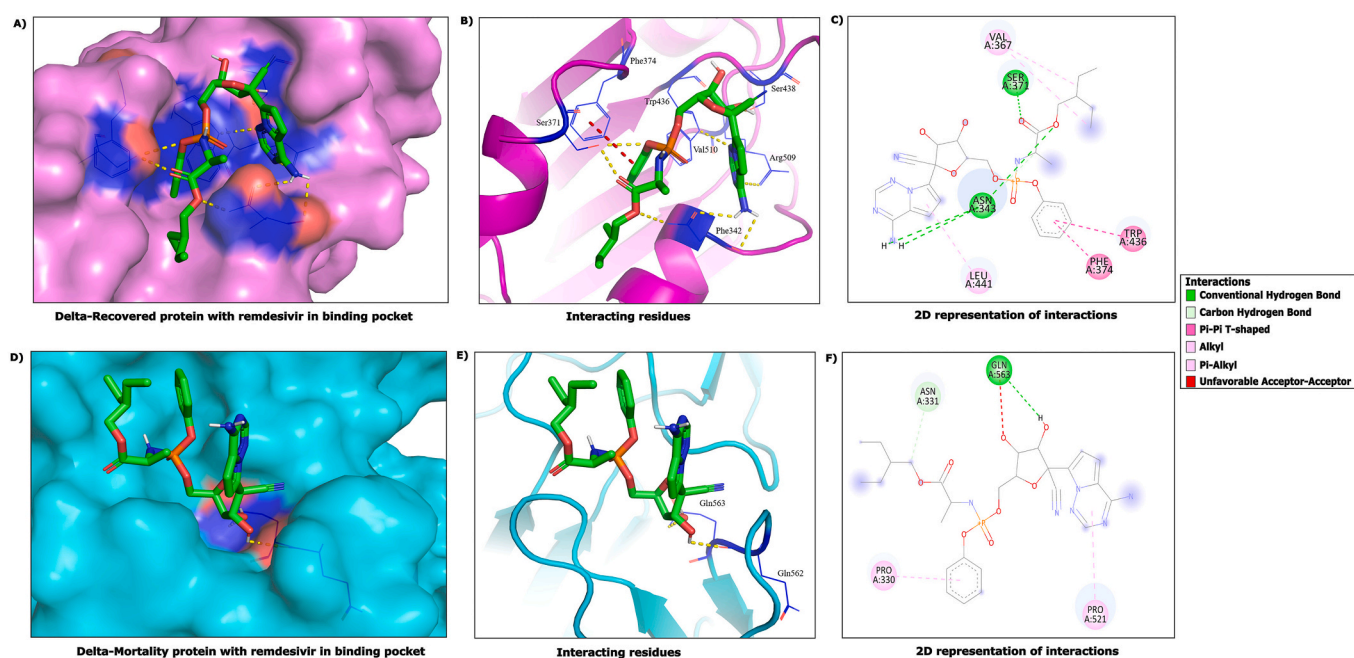 A)
Delta-Recovered protein with remdesivir in binding pocket
B)
Phe374
Trp436
Ser438
Ser371
Val510
Arg509
Phe342
Interacting residues
C)
VAL
A:367
SER
A:371
O
O
O
O
N
CN
O
O
N
P
O
O
N
N
N
N
H
H
ASN
A:343
TRP
A:436
PHE
A:374
LEU
A:441
2D representation of interactions
Interactions
Conventional Hydrogen Bond
Carbon Hydrogen Bond
Pi-Pi T-shaped
Alkyl
Pi-Alkyl
Unfavorable Acceptor-Acceptor
D)
Delta-Mortality protein with remdesivir in binding pocket
E)
Gln563
Gln562
Interacting residues
F)
GLN
A:563
ASN
A:331
H
O
O
O
O
O
O
N
N
N
N
N
N
O
P
O
O
PRO
A:330
PRO
A:521
2D representation of interactions